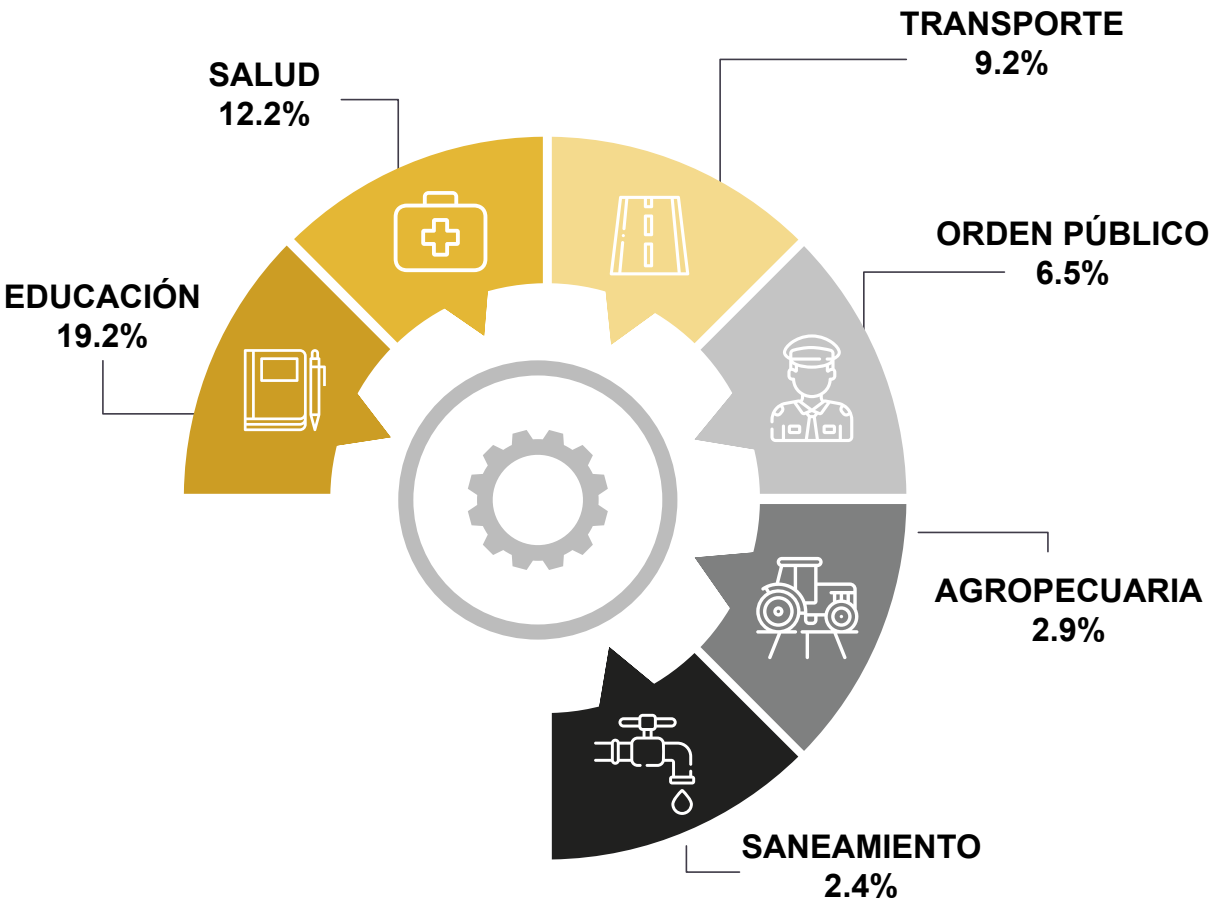 TRANSPORTE
9.2%
SALUD
12.2%
ORDEN PÚBLICO
6.5%
EDUCACIÓN
19.2%
AGROPECUARIA
2.9%
SANEAMIENTO
2.4%